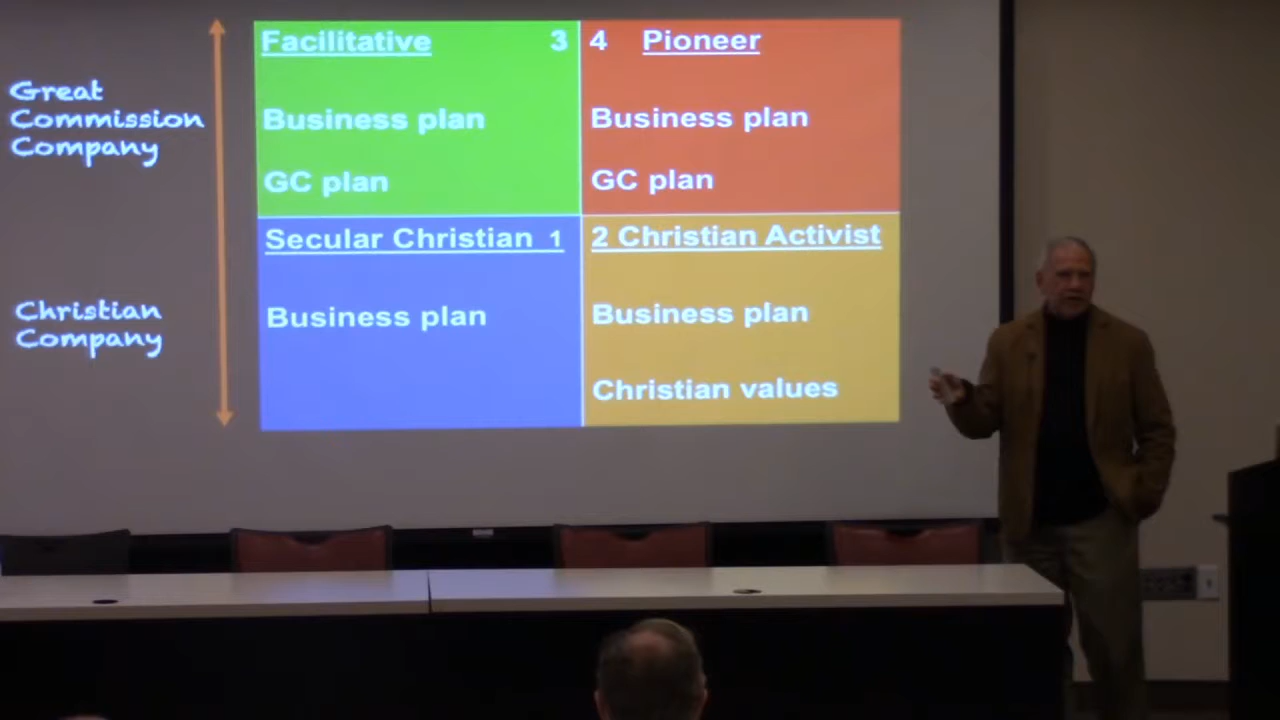 Great
Commission
Company
Christian
Company
Facilitative 3
Business plan
GC plan
4 Pioneer
Business plan
GC plan
Secular Christian 1
Business plan
2 Christian Activist
Business plan
Christian values